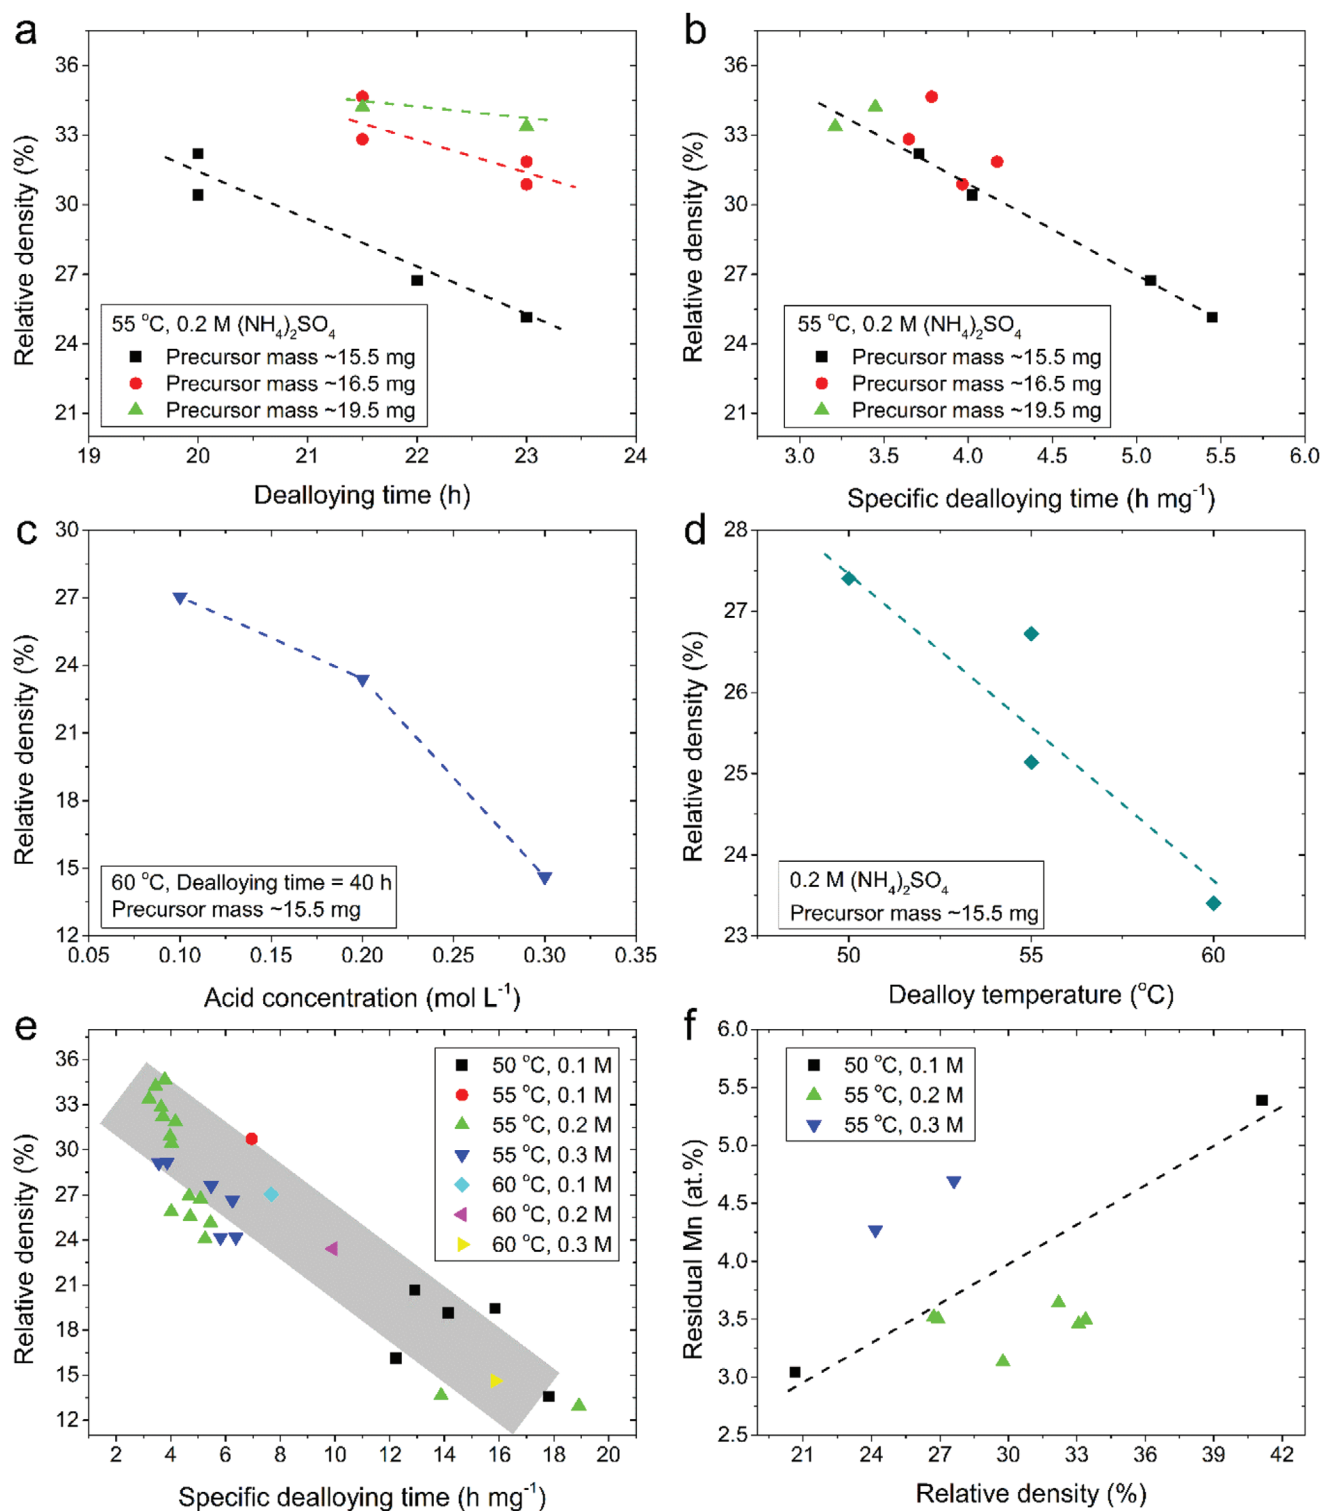 a
36
33
30
27
24
21
Relative density (%)
55 °C, 0.2 M (NH₄)₂SO₄
Precursor mass ~15.5 mg
Precursor mass ~16.5 mg
Precursor mass ~19.5 mg
19 20 21 22 23 24
Dealloying time (h)
b
36
33
30
27
24
21
Relative density (%)
55 °C, 0.2 M (NH₄)₂SO₄
Precursor mass ~15.5 mg
Precursor mass ~16.5 mg
Precursor mass ~19.5 mg
3.0 3.5 4.0 4.5 5.0 5.5 6.0
Specific dealloying time (h mg⁻¹)
c
30
27
24
21
18
15
12
Relative density (%)
60 °C, Dealloying time = 40 h
Precursor mass ~15.5 mg
0.05 0.10 0.15 0.20 0.25 0.30 0.35
Acid concentration (mol L⁻¹)
d
28
27
26
25
24
23
Relative density (%)
0.2 M (NH₄)₂SO₄
Precursor mass ~15.5 mg
50 55 60
Dealloy temperature (°C)
e
36
33
30
27
24
21
18
15
12
Relative density (%)
50 °C, 0.1 M
55 °C, 0.1 M
55 °C, 0.2 M
55 °C, 0.3 M
60 °C, 0.1 M
60 °C, 0.2 M
60 °C, 0.3 M
2 4 6 8 10 12 14 16 18 20
Specific dealloying time (h mg⁻¹)
f
6.0
5.5
5.0
4.5
4.0
3.5
3.0
2.5
Residual Mn (at.%)
50 °C, 0.1 M
55 °C, 0.2 M
55 °C, 0.3 M
21 24 27 30 33 36 39 42
Relative density (%)